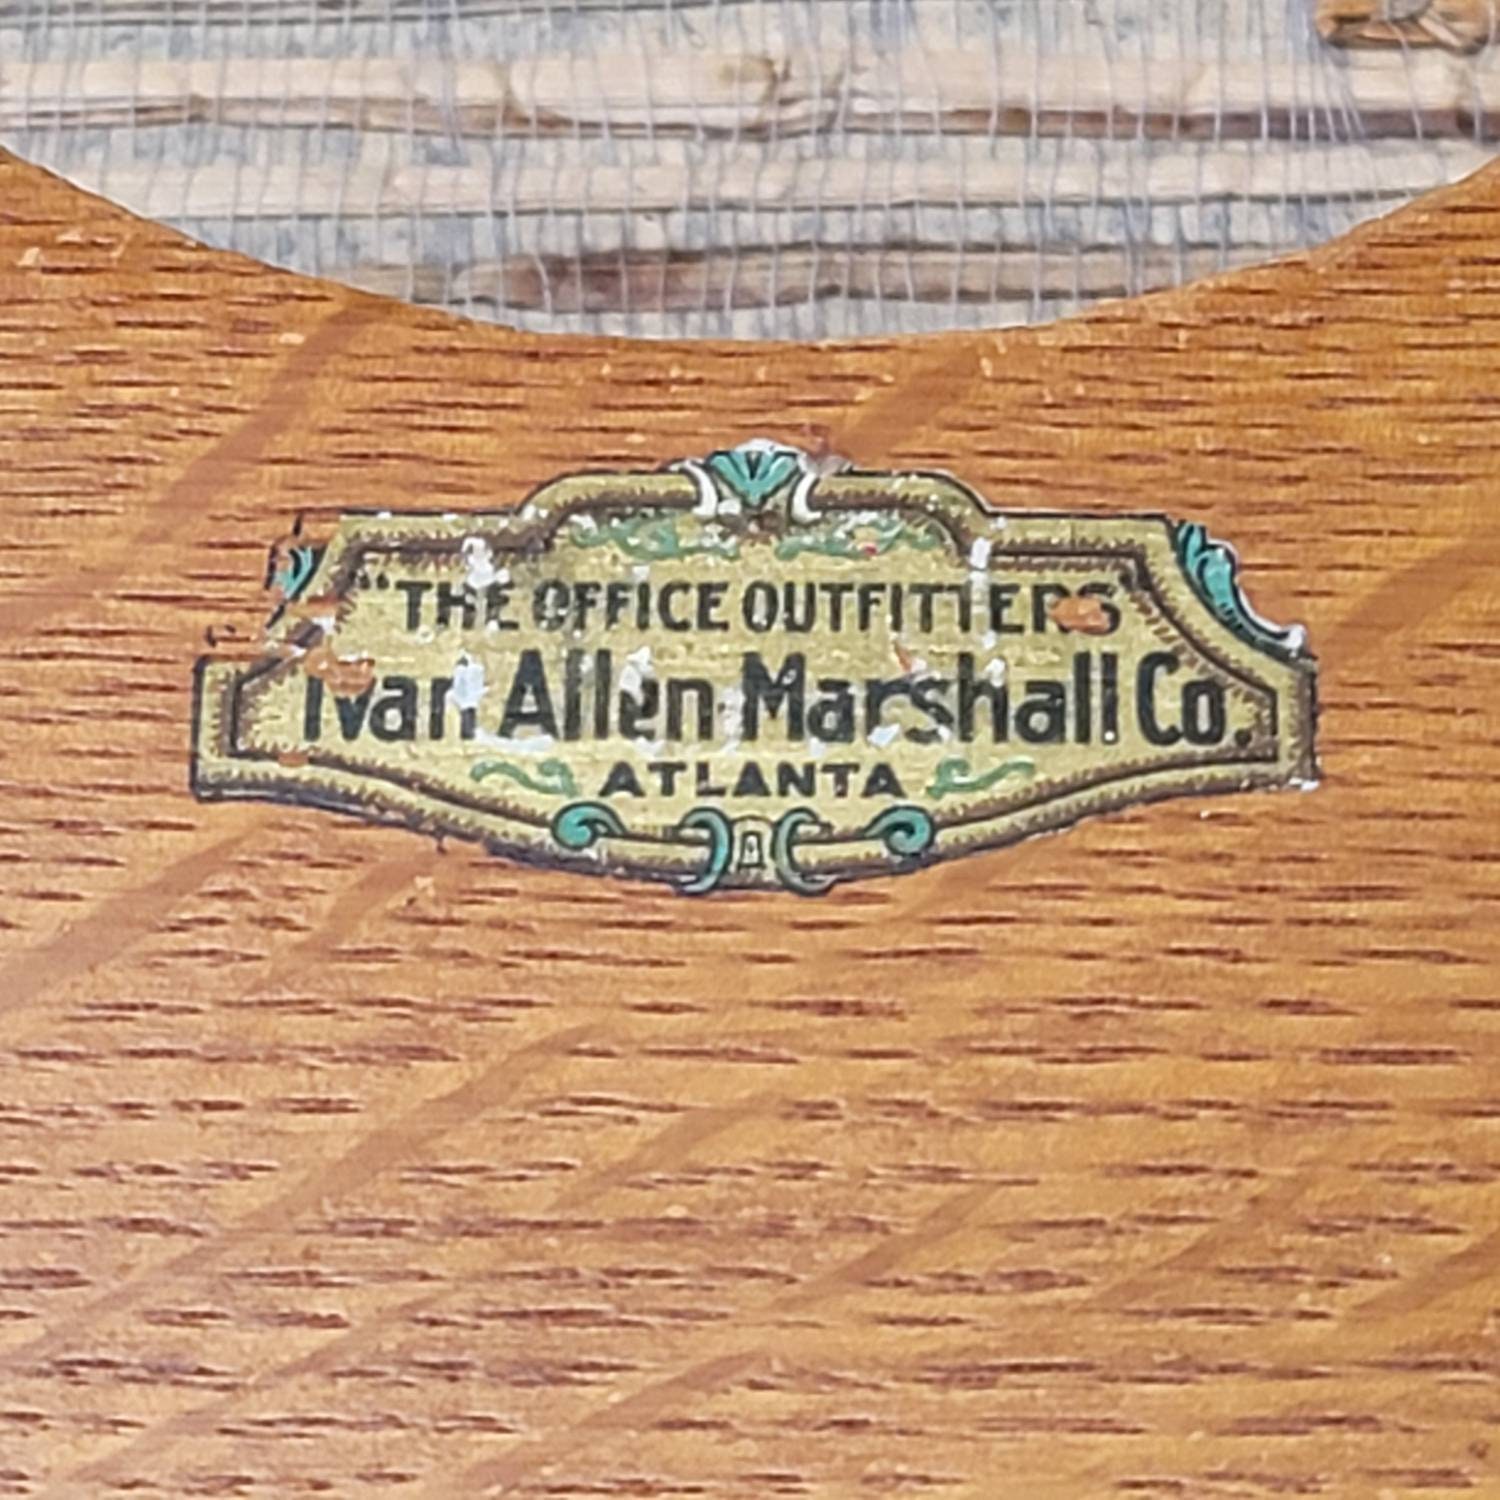 "THE OFFICE OUTFITTERS"
Ivan Allen-Marshall Co.
ATLANTA